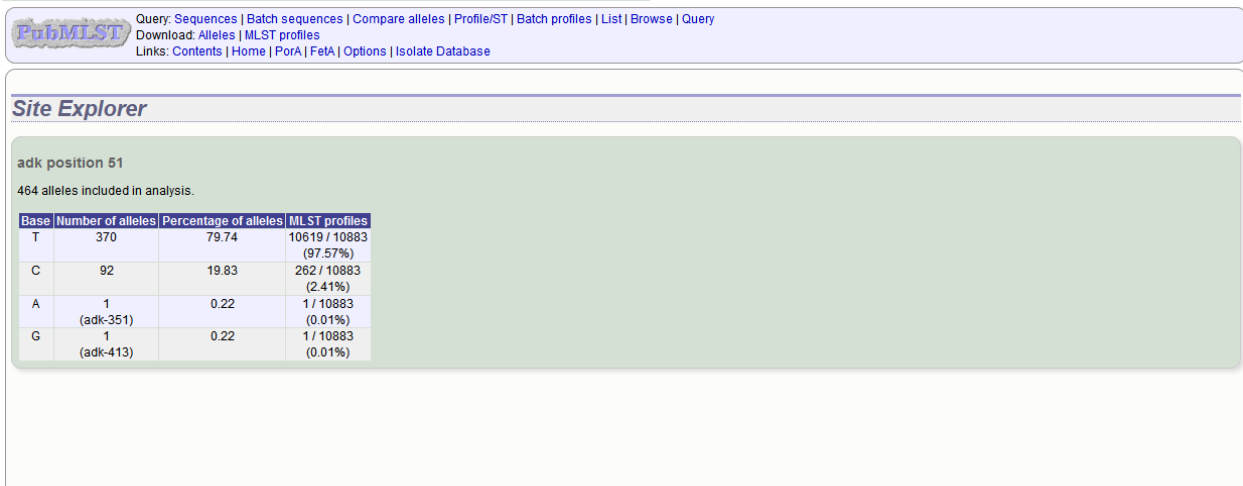 PubMLST
Query: Sequences | Batch sequences | Compare alleles | Profile/ST | Batch profiles | List | Browse | Query
Download: Alleles | MLST profiles
Links: Contents | Home | PorA | FetA | Options | Isolate Database
Site Explorer
adk position 51
464 alleles included in analysis.
Base Number of alleles Percentage of alleles MLST profiles
T 370 79.74 10619 / 10883
(97.57%)
C 92 19.83 262 / 10883
(2.41%)
A 1 0.22 1 / 10883
(adk-351) (0.01%)
G 1 0.22 1 / 10883
(adk-413) (0.01%)